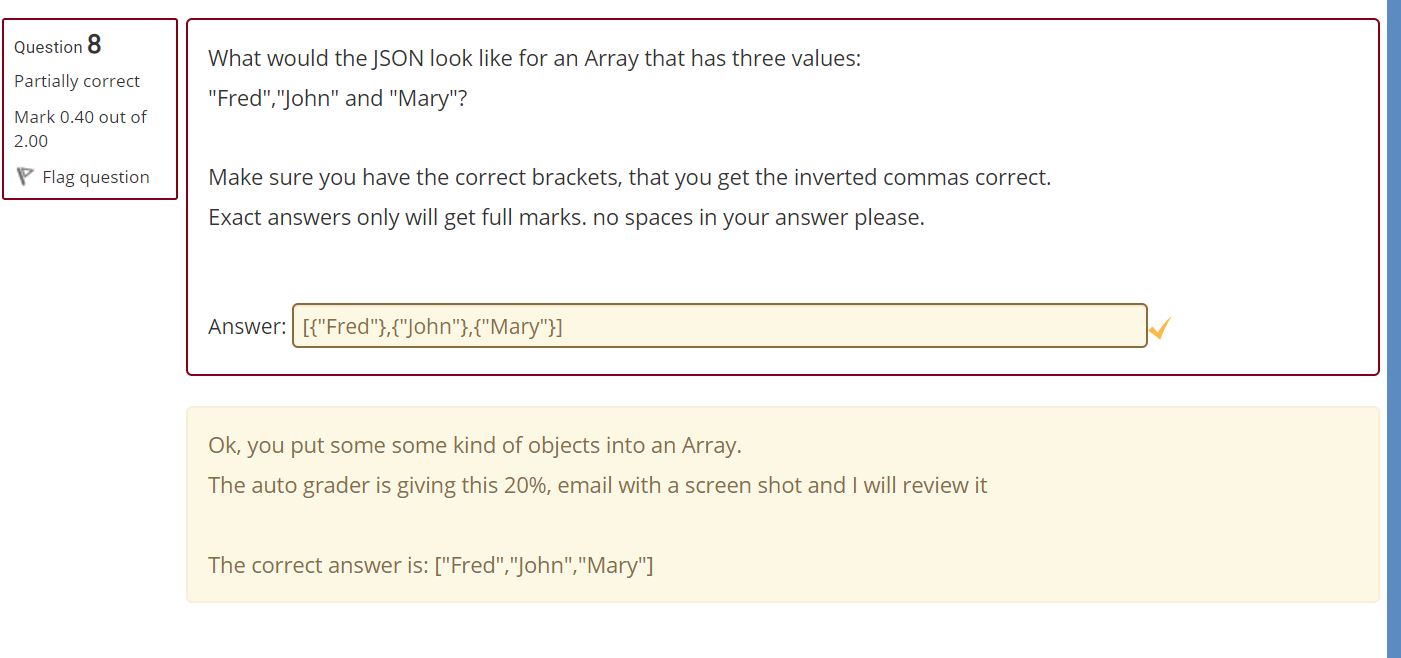 Question 8
Partially correct
Mark 0.40 out of
2.00
Flag question
What would the JSON look like for an Array that has three values:
"Fred","John" and "Mary"?
Make sure you have the correct brackets, that you get the inverted commas correct.
Exact answers only will get full marks. no spaces in your answer please.
Answer: [{"Fred"},{"John"},{"Mary"}]
Ok, you put some some kind of objects into an Array.
The auto grader is giving this 20%, email with a screen shot and I will review it
The correct answer is: ["Fred","John","Mary"]